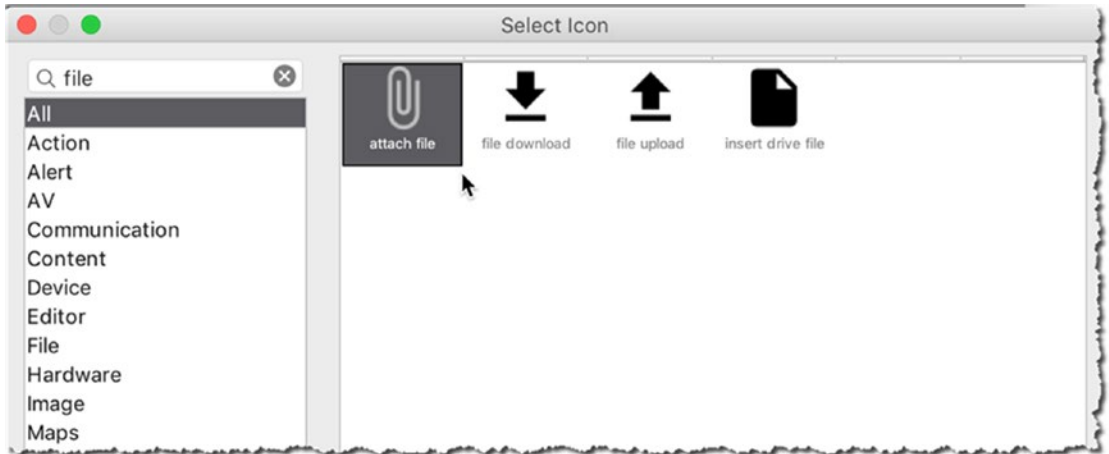 Select Icon
file
All
Action
Alert
AV
Communication
Content
Device
Editor
File
Hardware
Image
Maps
attach file
file download
file upload
insert drive file